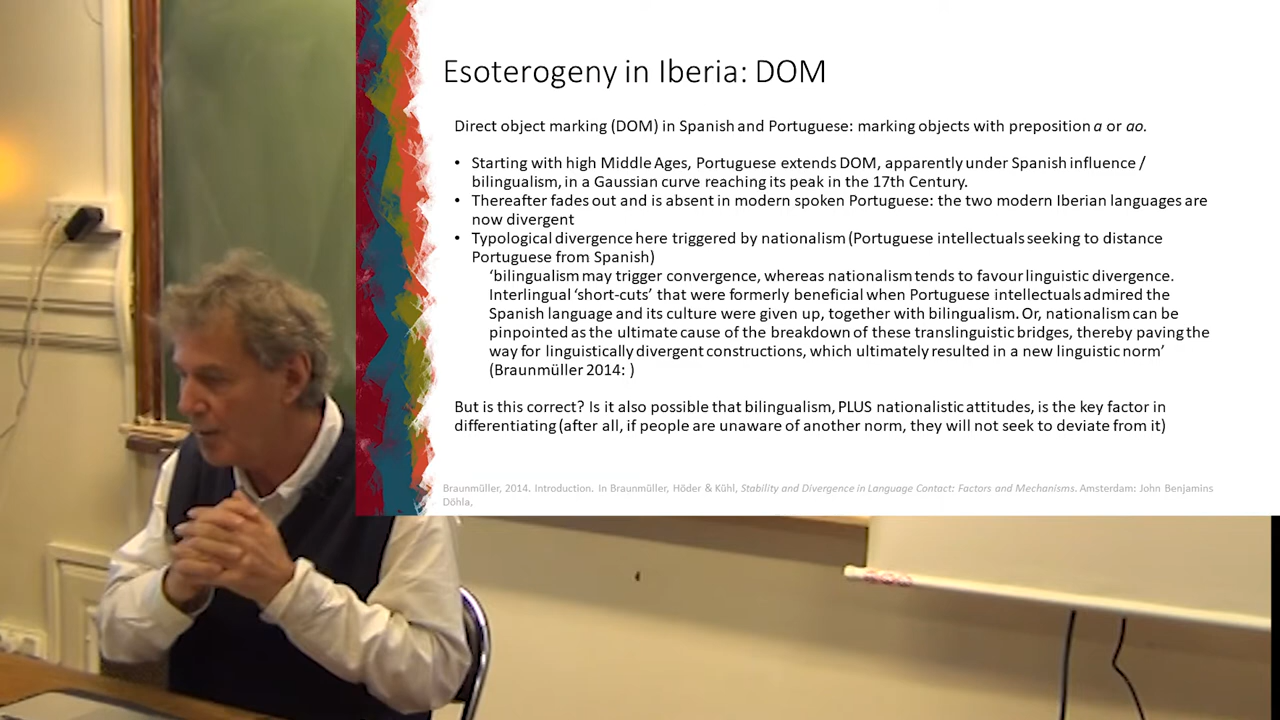 Esoterogeny in Iberia: DOM
Direct object marking (DOM) in Spanish and Portuguese: marking objects with preposition a or ao.
• Starting with high Middle Ages, Portuguese extends DOM, apparently under Spanish influence /
bilingualism, in a Gaussian curve reaching its peak in the 17th Century.
• Thereafter fades out and is absent in modern spoken Portuguese: the two modern Iberian languages are
now divergent
• Typological divergence here triggered by nationalism (Portuguese intellectuals seeking to distance
Portuguese from Spanish)
‘bilingualism may trigger convergence, whereas nationalism tends to favour linguistic divergence.
Interlingual ‘short-cuts’ that were formerly beneficial when Portuguese intellectuals admired the
Spanish language and its culture were given up, together with bilingualism. Or, nationalism can be
pinpointed as the ultimate cause of the breakdown of these translinguistic bridges, thereby paving the
way for linguistically divergent constructions, which ultimately resulted in a new linguistic norm’
(Braunmüller 2014: )
But is this correct? Is it also possible that bilingualism, PLUS nationalistic attitudes, is the key factor in
differentiating (after all, if people are unaware of another norm, they will not seek to deviate from it)
Braunmüller, 2014. Introduction. In Braunmüller, Höder & Kühl, Stability and Divergence in Language Contact: Factors and Mechanisms. Amsterdam: John Benjamins
Döhla,